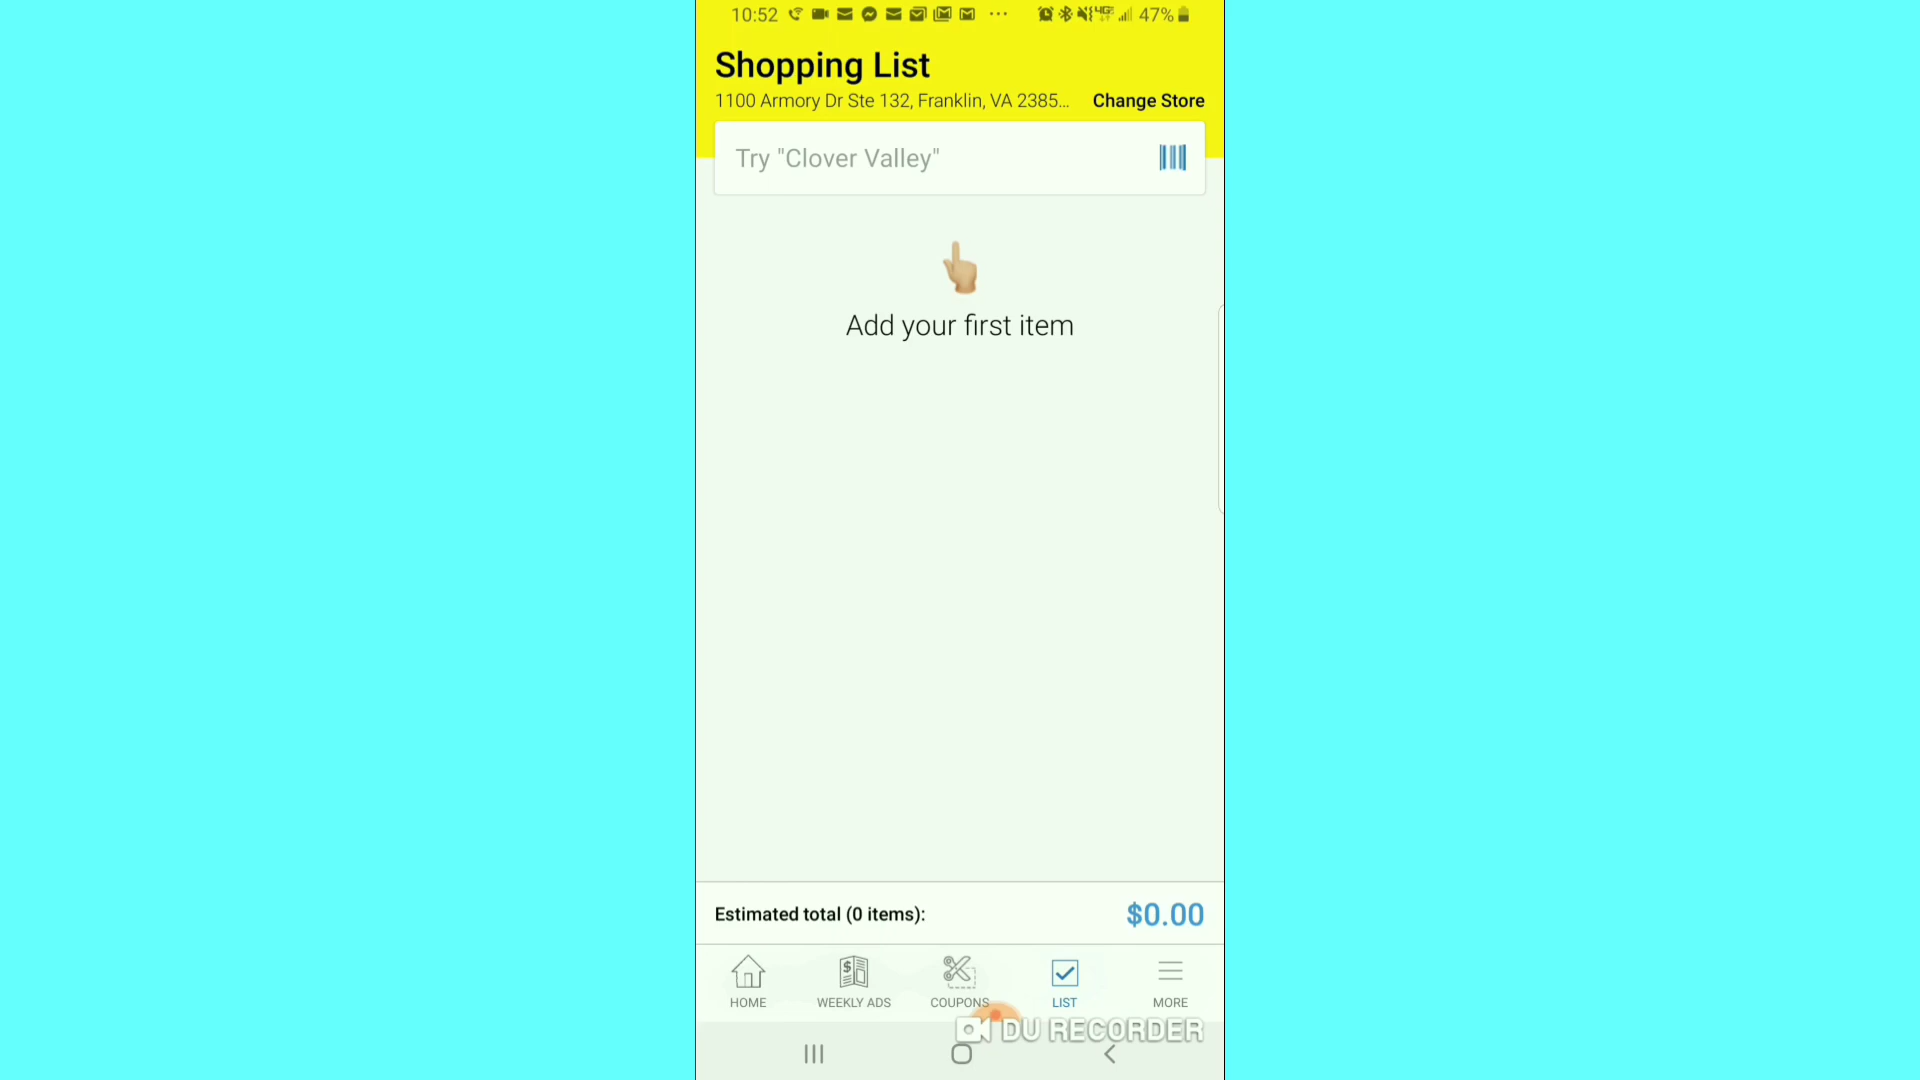 10:52 47%
Shopping List
1100 Armory Dr Ste 132, Franklin, VA 2385... Change Store
Try "Clover Valley"
Add your first item
Estimated total (0 items): $0.00
HOME WEEKLY ADS COUPONS LIST MORE
DU RECORDER